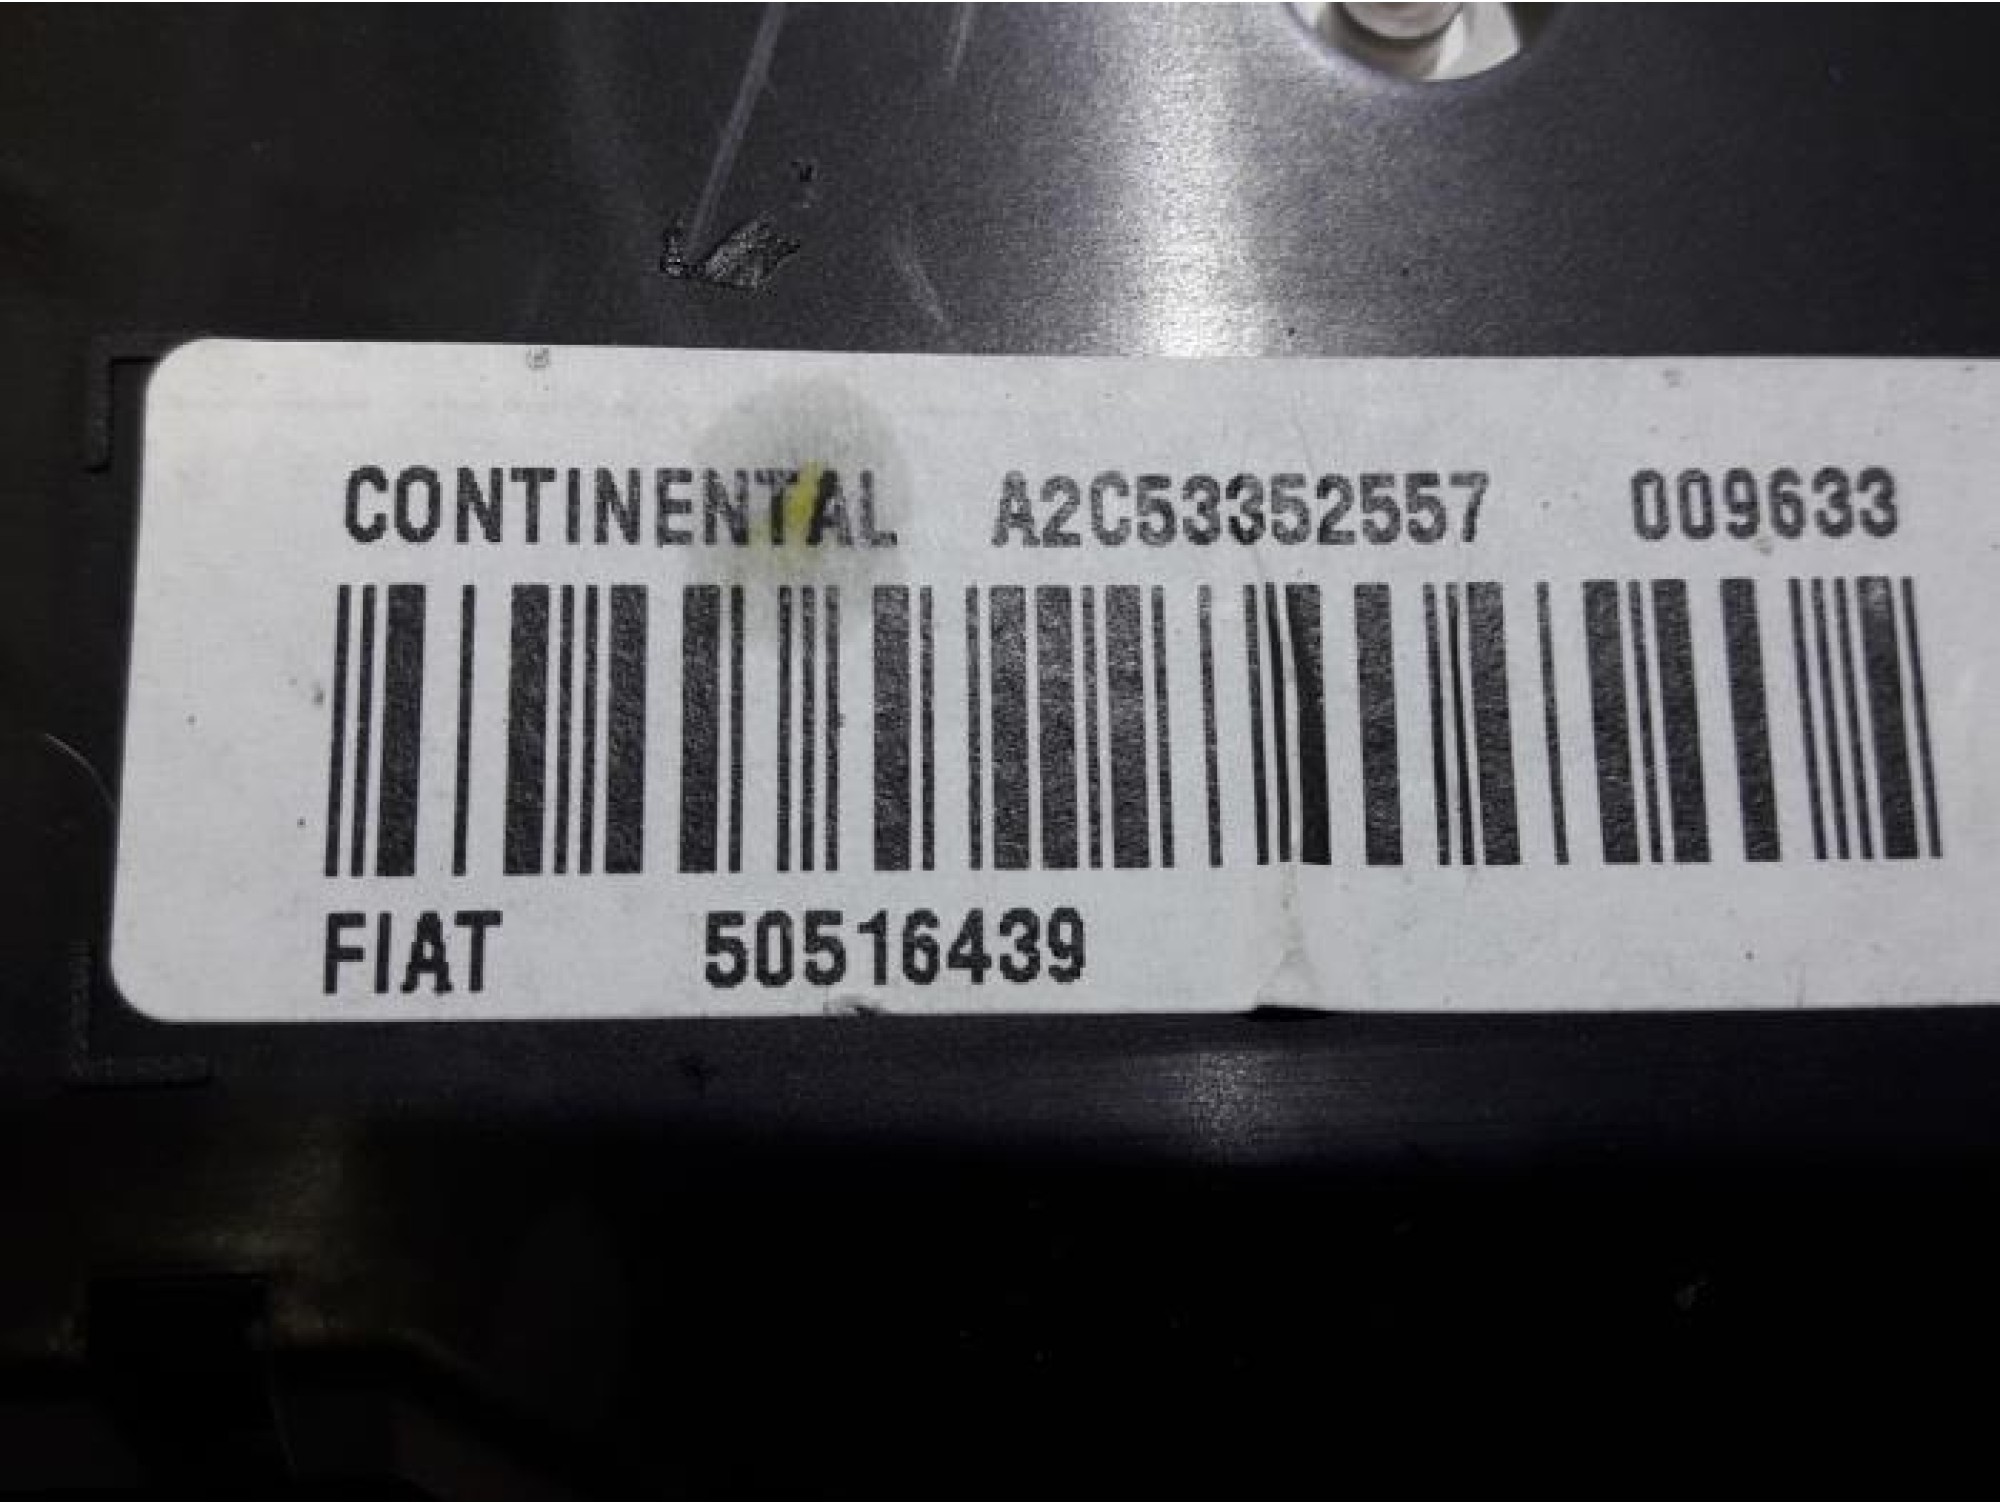 CONTINENTAL A2C53352557 009633
FIAT 50516439